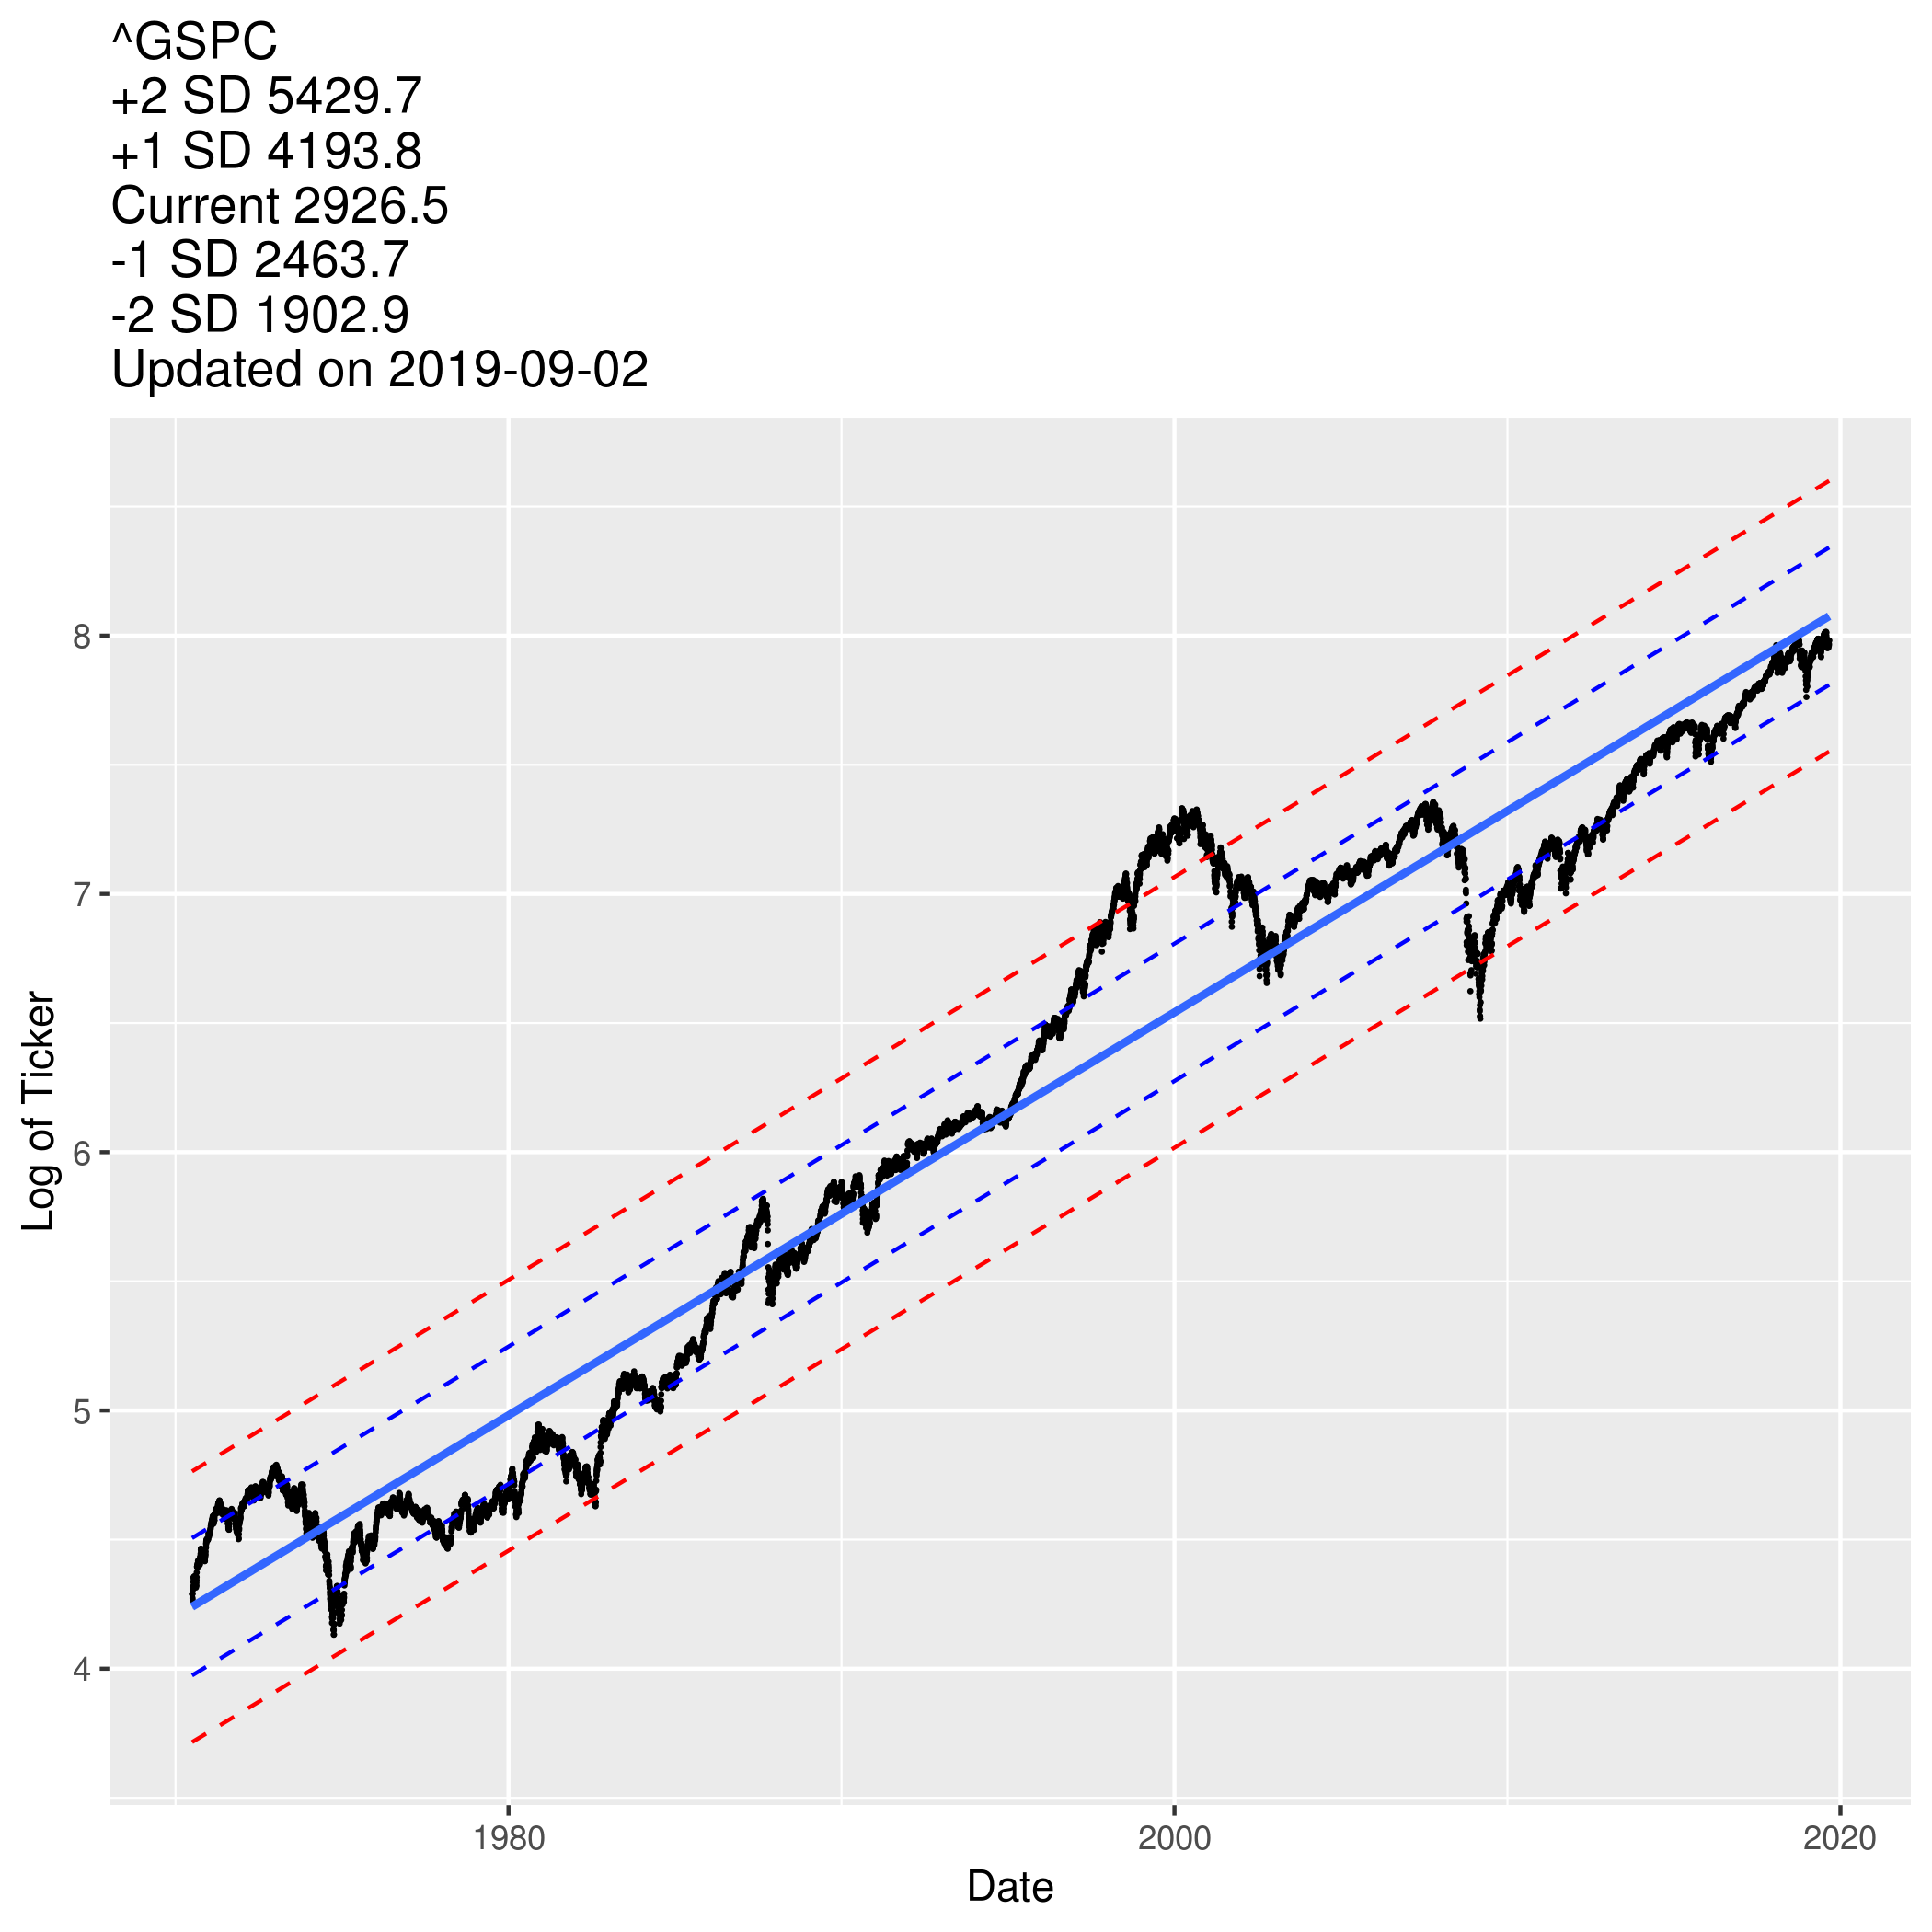 ^GSPC
+2 SD 5429.7
+1 SD 4193.8
Current 2926.5
-1 SD 2463.7
-2 SD 1902.9
Updated on 2019-09-02
8
7
6
5
4
Log of Ticker
1980
2000
2020
Date